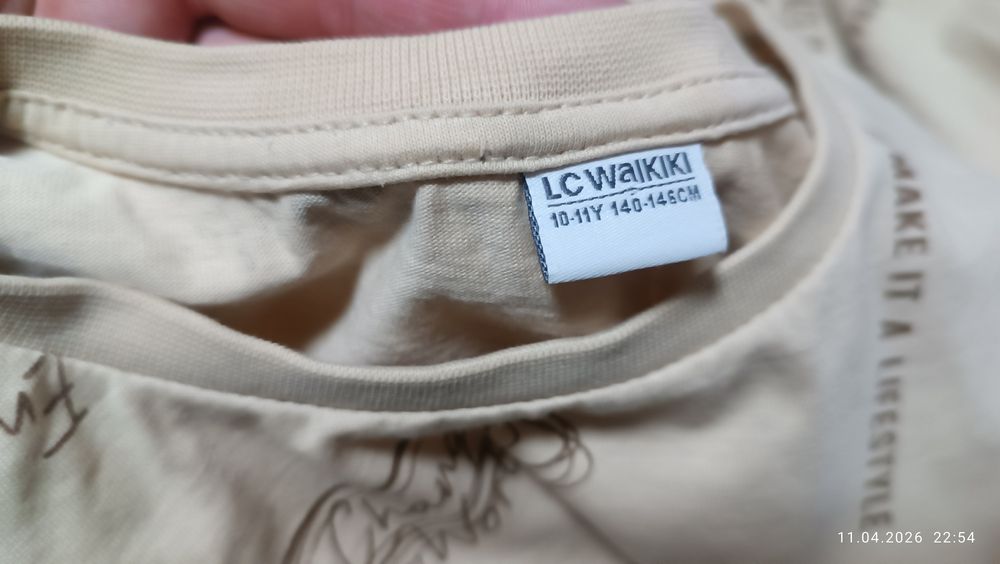 LC WAIKIKI
10-11Y 140-146CM
MAKE IT A LIFESTYLE
11.04.2026 22:54